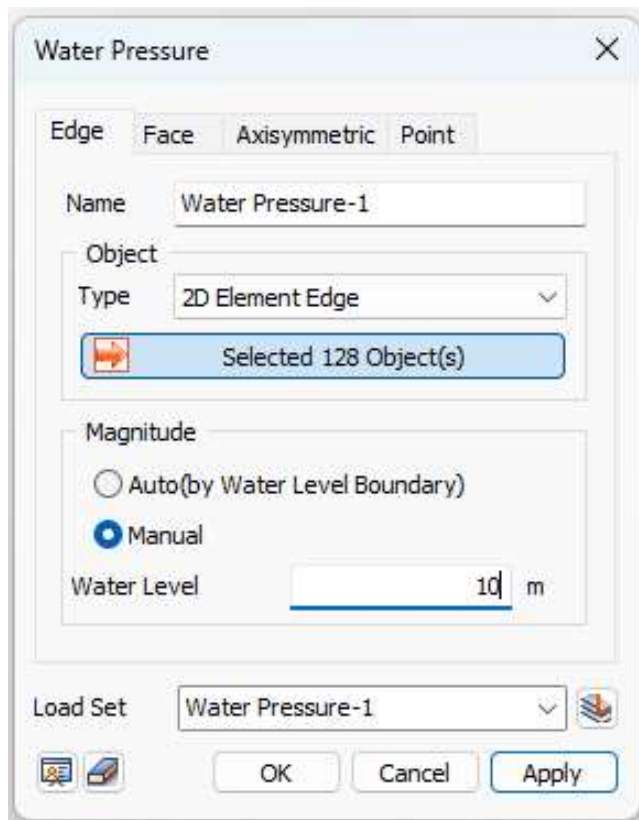 Water Pressure
Edge Face Axisymmetric Point
Name Water Pressure-1
Object
Type 2D Element Edge
Selected 128 Object(s)
Magnitude
Auto(by Water Level Boundary)
Manual
Water Level 10 m
Load Set Water Pressure-1
OK Cancel Apply